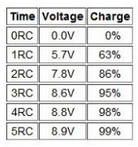 Time Voltage Charge
0RC 0.0V 0%
1RC 5.7V 63%
2RC 7.8V 86%
3RC 8.6V 95%
4RC 8.8V 98%
5RC 8.9V 99%